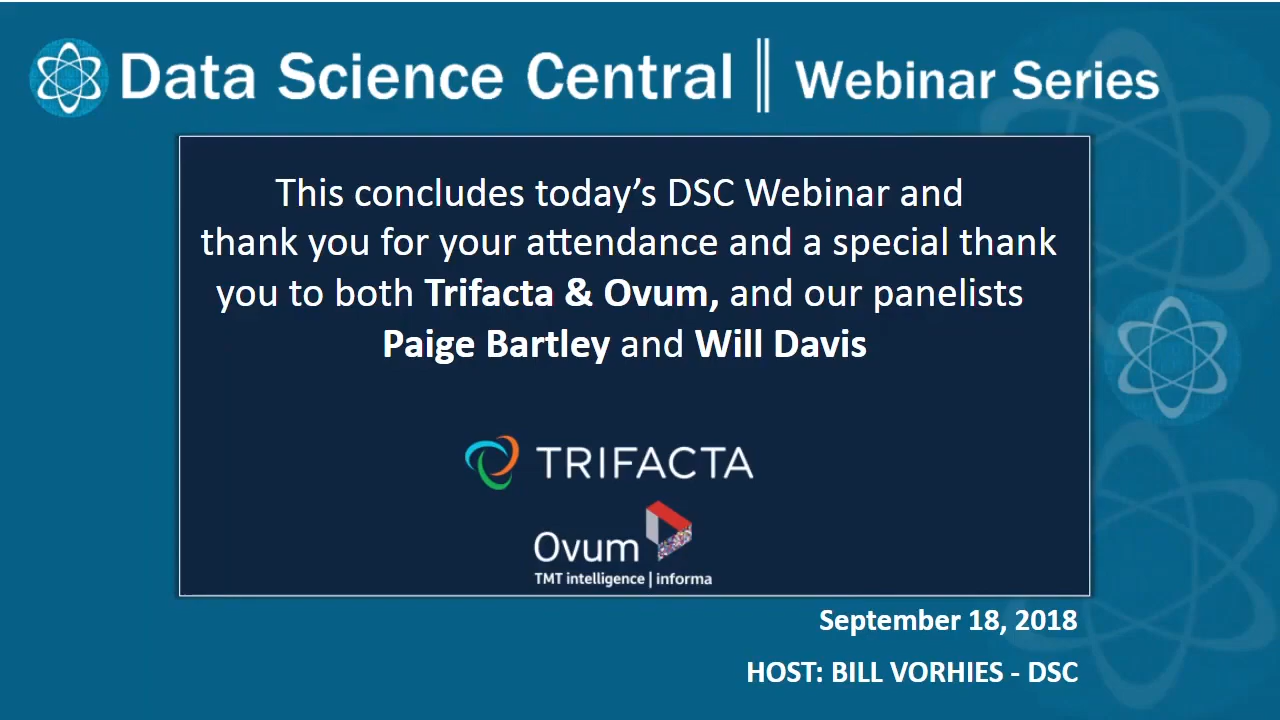 Data Science Central || Webinar Series
This concludes today's DSC Webinar and
thank you for your attendance and a special thank
you to both Trifacta & Ovum, and our panelists
Paige Bartley and Will Davis
TRIFACTA
Ovum
TMT intelligence | informa
September 18, 2018
HOST: BILL VORHIES - DSC